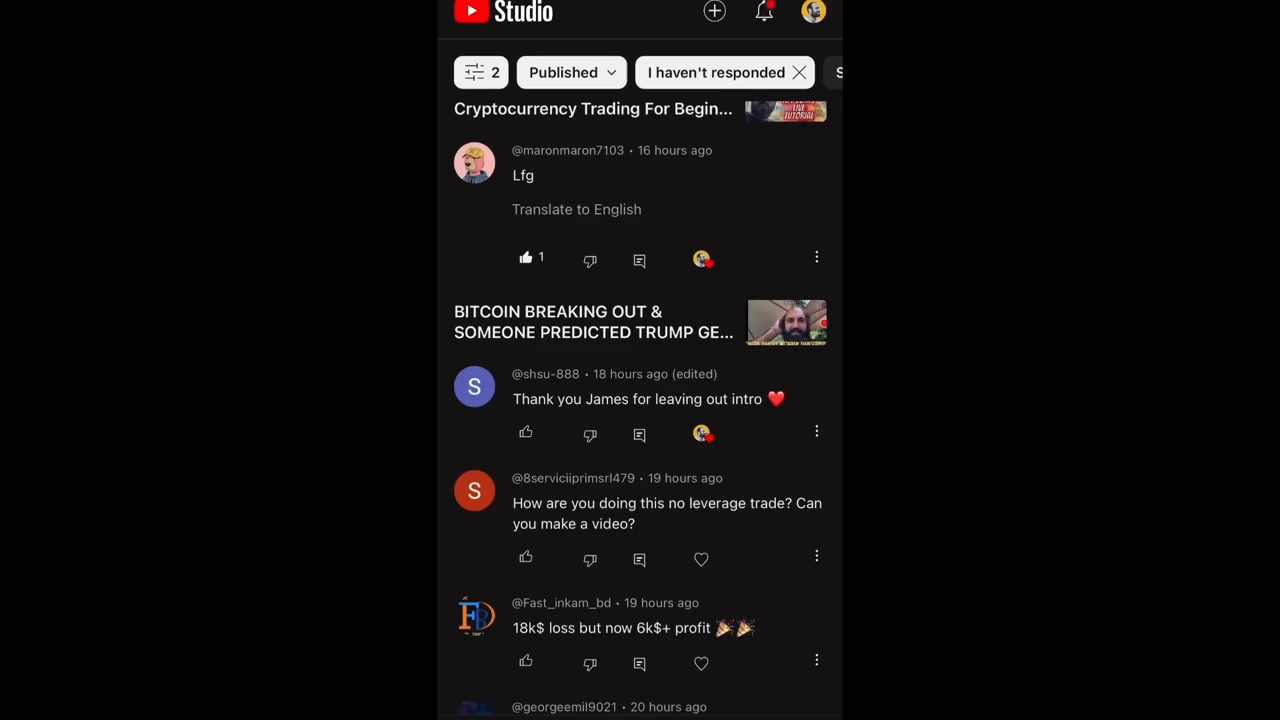 Studio
2
Published
I haven't responded
S
Cryptocurrency Trading For Begin...
LIVE
TUTORIAL
@maronmaron7103 • 16 hours ago
Lfg
Translate to English
1
BITCOIN BREAKING OUT &
SOMEONE PREDICTED TRUMP GE...
@shsu-888 • 18 hours ago (edited)
S
Thank you James for leaving out intro ❤️
@8serviciiprimsrl479 • 19 hours ago
S
How are you doing this no leverage trade? Can
you make a video?
@Fast_inkam_bd • 19 hours ago
18k$ loss but now 6k$+ profit 🎉🎉
@georgeemil9021 • 20 hours ago